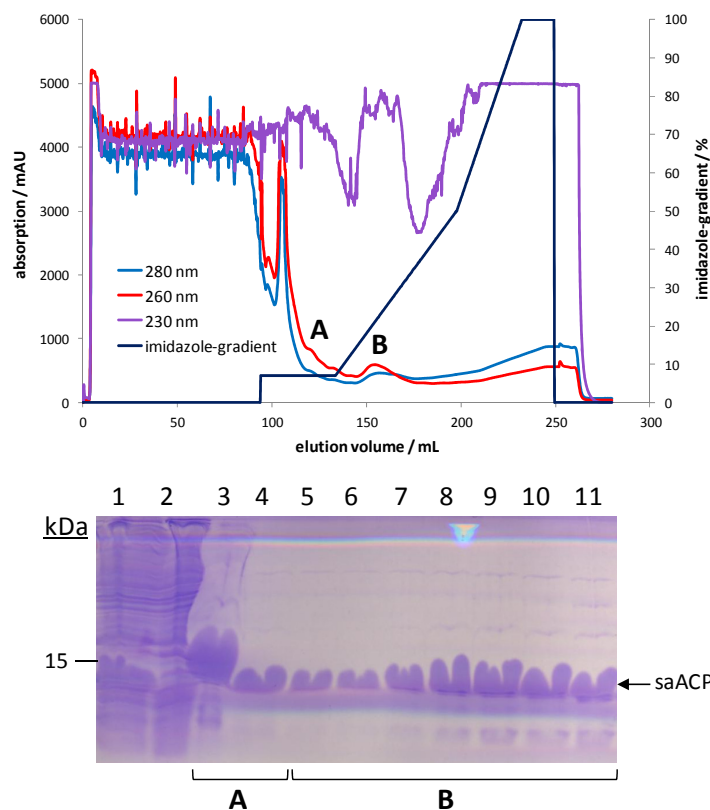 6000
5000
4000
3000
2000
1000
0
absorption / mAU
0
50
100
150
200
250
300
elution volume / mL
100
90
80
70
60
50
40
30
20
10
0
imidazole-gradient / %
280 nm
260 nm
230 nm
imidazole-gradient
A
B
1 2 3 4 5 6 7 8 9 10 11
kDa
15
saACP
A B